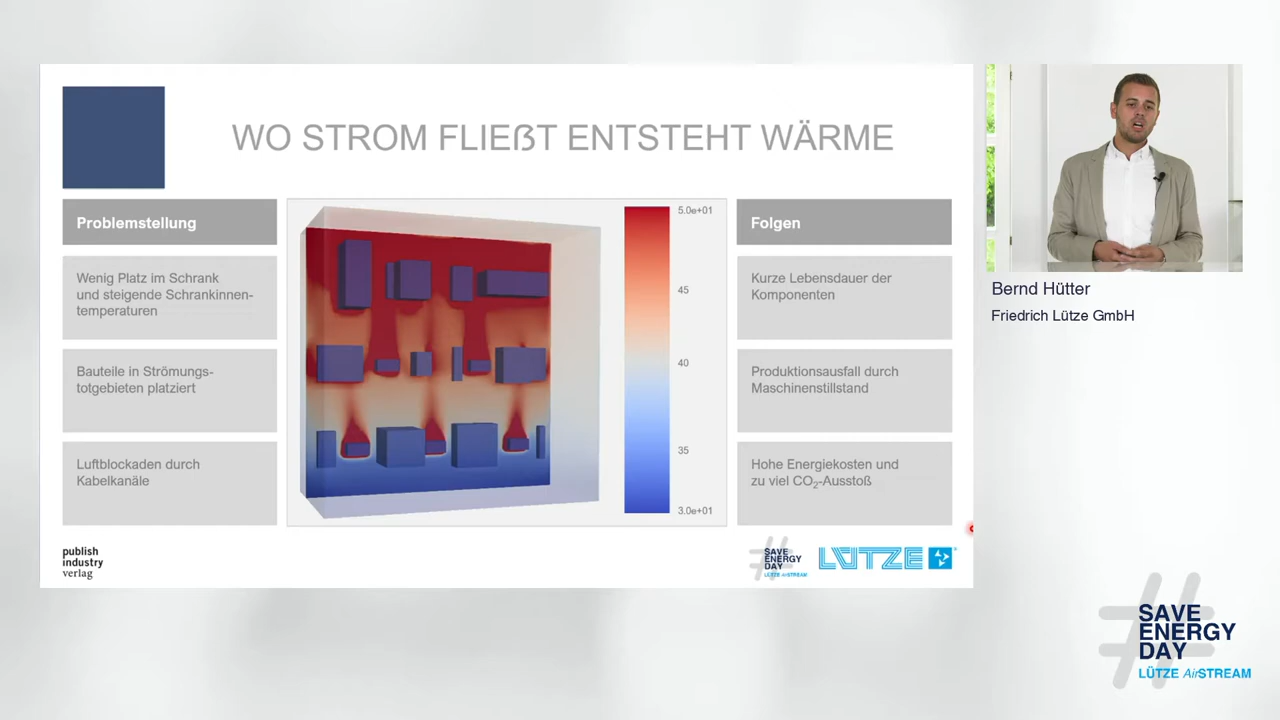 WO STROM FLIEẞT ENTSTEHT WÄRME
Problemstellung
Wenig Platz im Schrank
und steigende Schrankinnen-
temperaturen
Bauteile in Strömungs-
totgebieten platziert
Luftblockaden durch
Kabelkanäle
5.0e+01
45
40
35
3.0e+01
Folgen
Kurze Lebensdauer der
Komponenten
Produktionsausfall durch
Maschinenstillstand
Hohe Energiekosten und
zu viel CO₂-Ausstoß
publish
industry
verlag
#
SAVE
ENERGY
DAY
LÜTZE AirSTREAM
LÜTZE
Bernd Hütter
Friedrich Lütze GmbH
#
SAVE
ENERGY
DAY
LÜTZE AirSTREAM